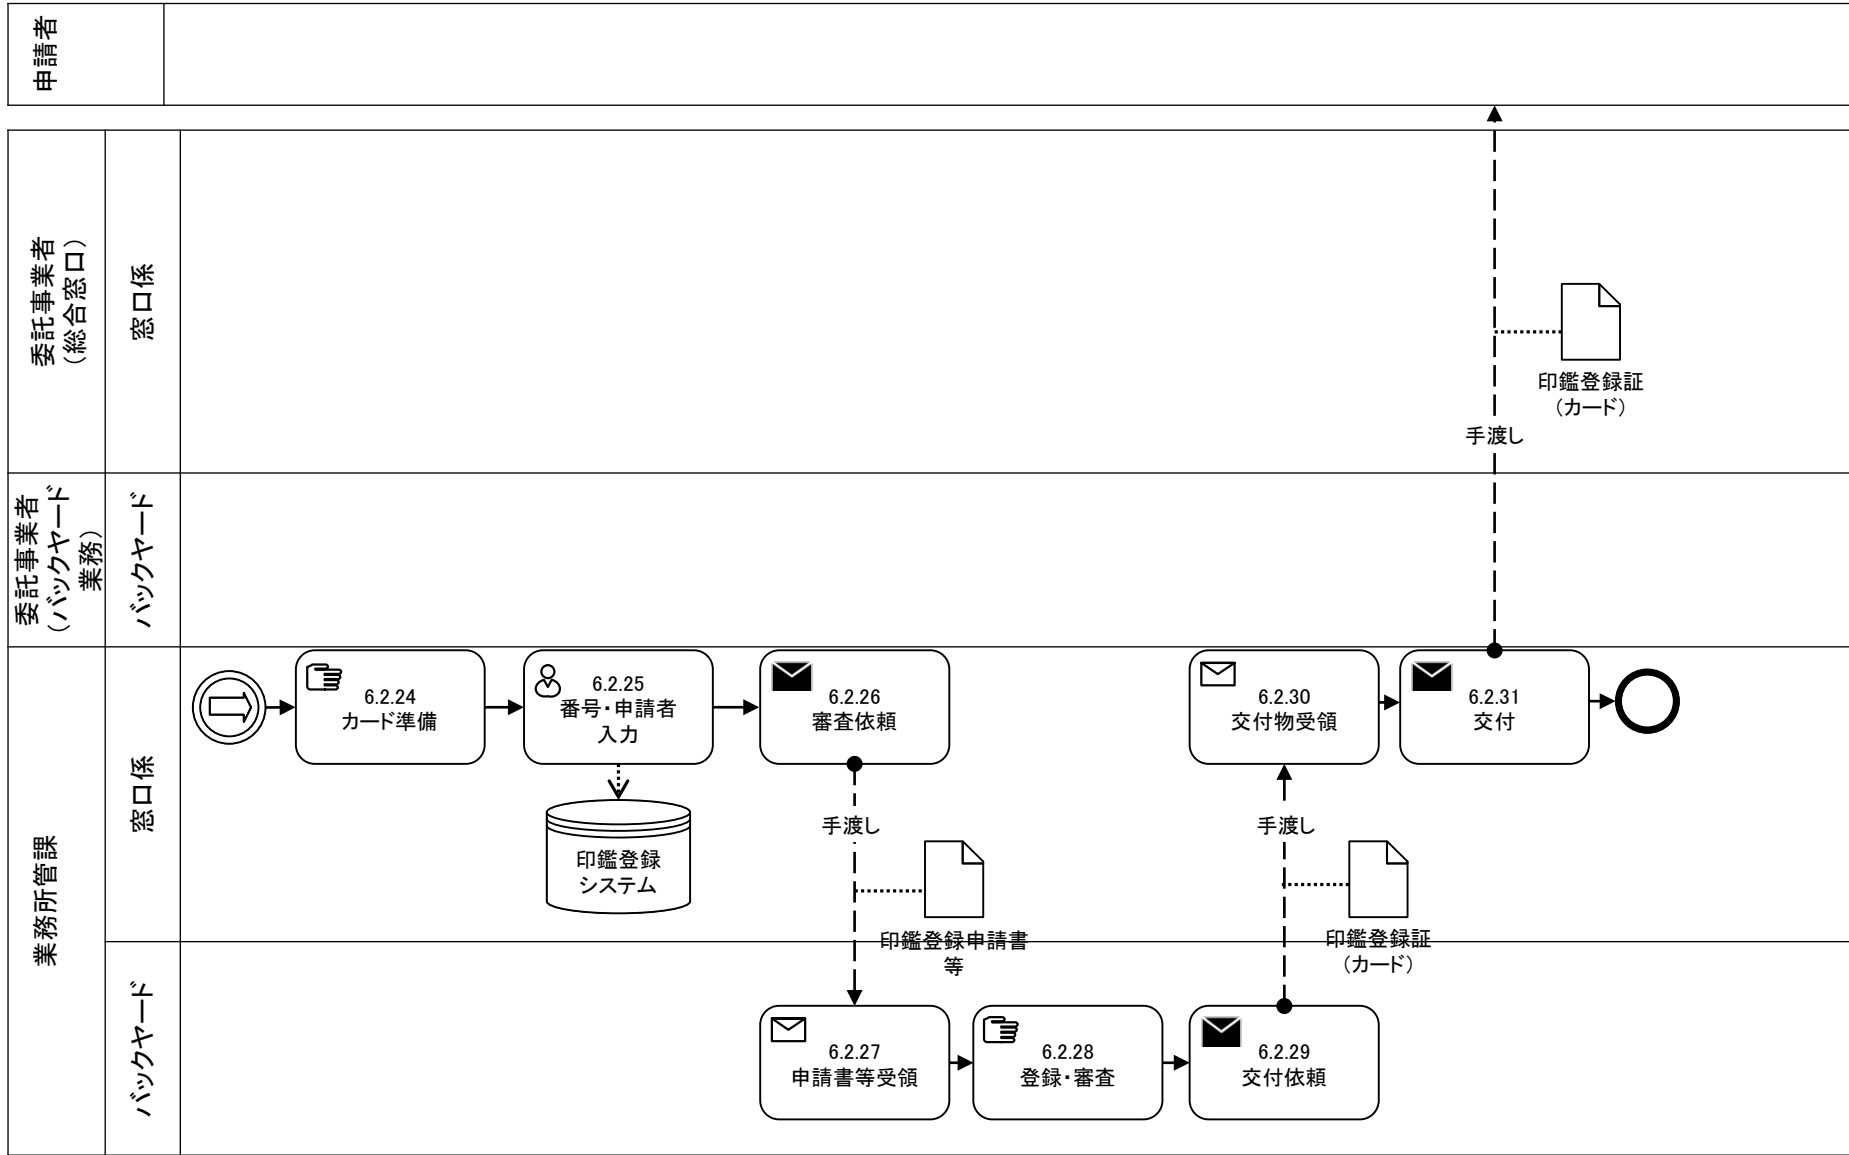 申請者
委託事業者
（総合窓口）
窓口係
印鑑登録証
（カード）
手渡し
委託事業者
（バックヤード
業務）
バックヤード
業務所管課
窓口係
6.2.24
カード準備
6.2.25
番号・申請者
入力
6.2.26
審査依頼
6.2.30
交付物受領
6.2.31
交付
印鑑登録
システム
手渡し
印鑑登録申請書
等
手渡し
印鑑登録証
（カード）
バックヤード
6.2.27
申請書等受領
6.2.28
登録・審査
6.2.29
交付依頼